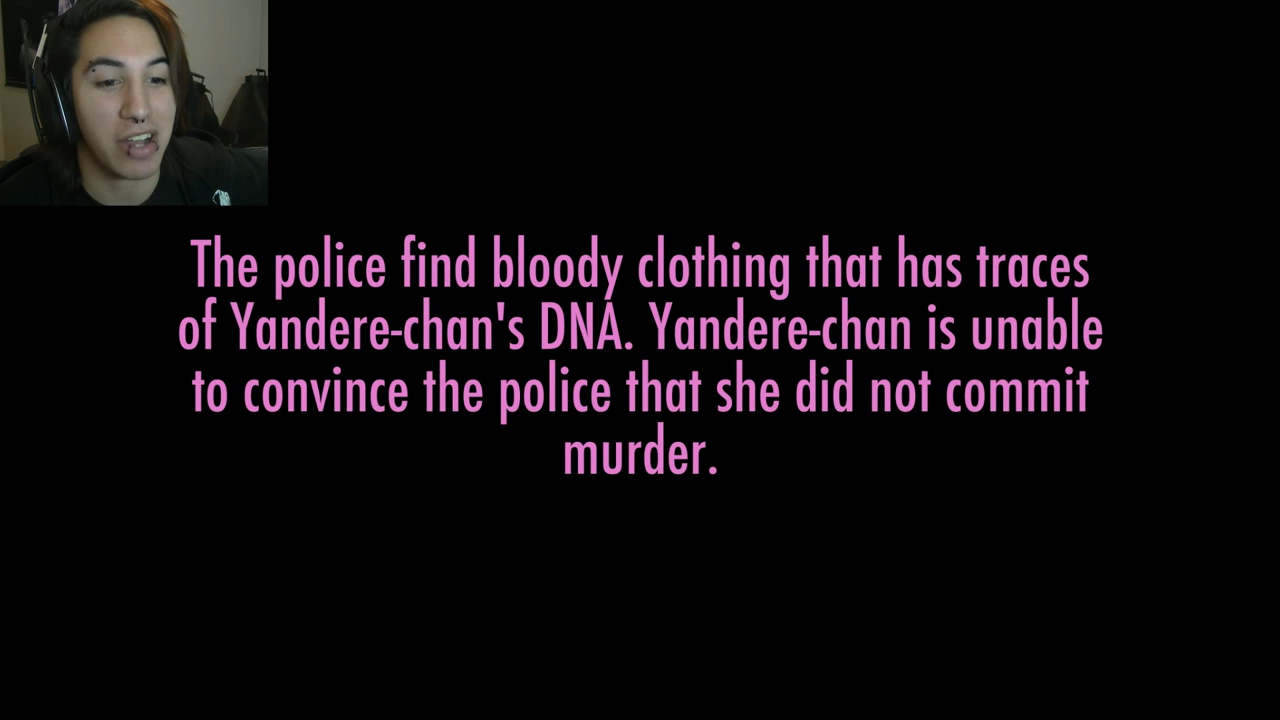 The police find bloody clothing that has traces
of Yandere-chan's DNA. Yandere-chan is unable
to convince the police that she did not commit
murder.